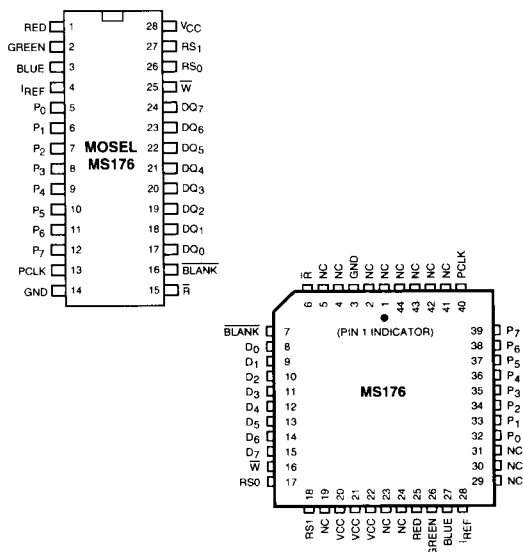 RED 1 28 VCC
GREEN 2 27 RS1
BLUE 3 26 RS0
IREF 4 25 W
P0 5 24 DQ7
P1 6 23 DQ6
P2 7 22 DQ5
MOSEL
MS176
P3 8 21 DQ4
P4 9 20 DQ3
P5 10 19 DQ2
P6 11 18 DQ1
P7 12 17 DQ0
PCLK 13 16 BLANK
GND 14 15 R
R NC NC GND NC NC NC NC NC NC PCLK
6 5 4 3 2 1 44 43 42 41 40
(PIN 1 INDICATOR)
BLANK 7 39 P7
D0 8 38 P6
D1 9 37 P5
D2 10 36 P4
D3 11 35 P3
MS176
D4 12 34 P2
D5 13 33 P1
D6 14 32 P0
D7 15 31 NC
W 16 30 NC
RS0 17 29 NC
18 19 20 21 22 23 24 25 26 27 28
RS1 NC VCC VCC VCC NC NC RED GREEN BLUE IREF